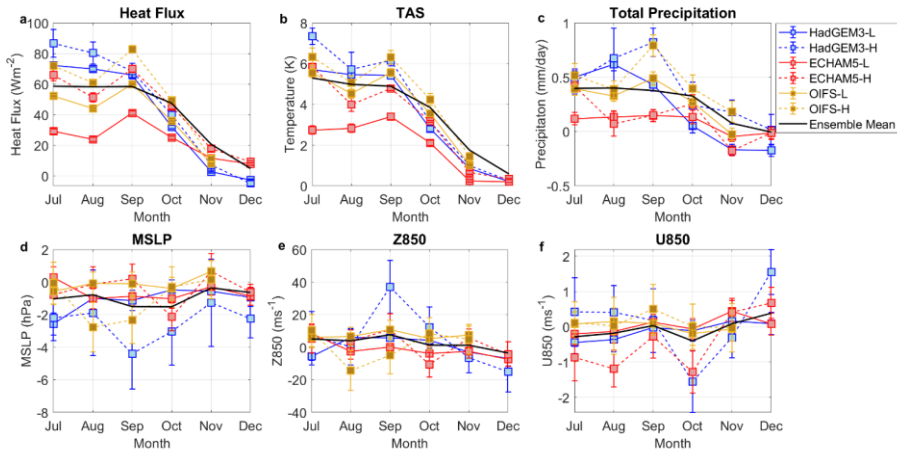 a Heat Flux
Heat Flux (Wm-2)
100
80
60
40
20
0
Jul Aug Sep Oct Nov Dec
Month
b TAS
Temperature (K)
8
6
4
2
0
Jul Aug Sep Oct Nov Dec
Month
c Total Precipitation
Precipitation (mm/day)
1
0.5
0
-0.5
Jul Aug Sep Oct Nov Dec
Month
HadGEM3-L
HadGEM3-H
ECHAM5-L
ECHAM5-H
OIFS-L
OIFS-H
Ensemble Mean
d MSLP
MSLP (hPa)
2
0
-2
-4
-6
-8
Jul Aug Sep Oct Nov Dec
Month
e Z850
Z850 (ms-1)
80
60
40
20
0
-20
-40
Jul Aug Sep Oct Nov Dec
Month
f U850
U850 (ms-1)
2
1
0
-1
-2
Jul Aug Sep Oct Nov Dec
Month